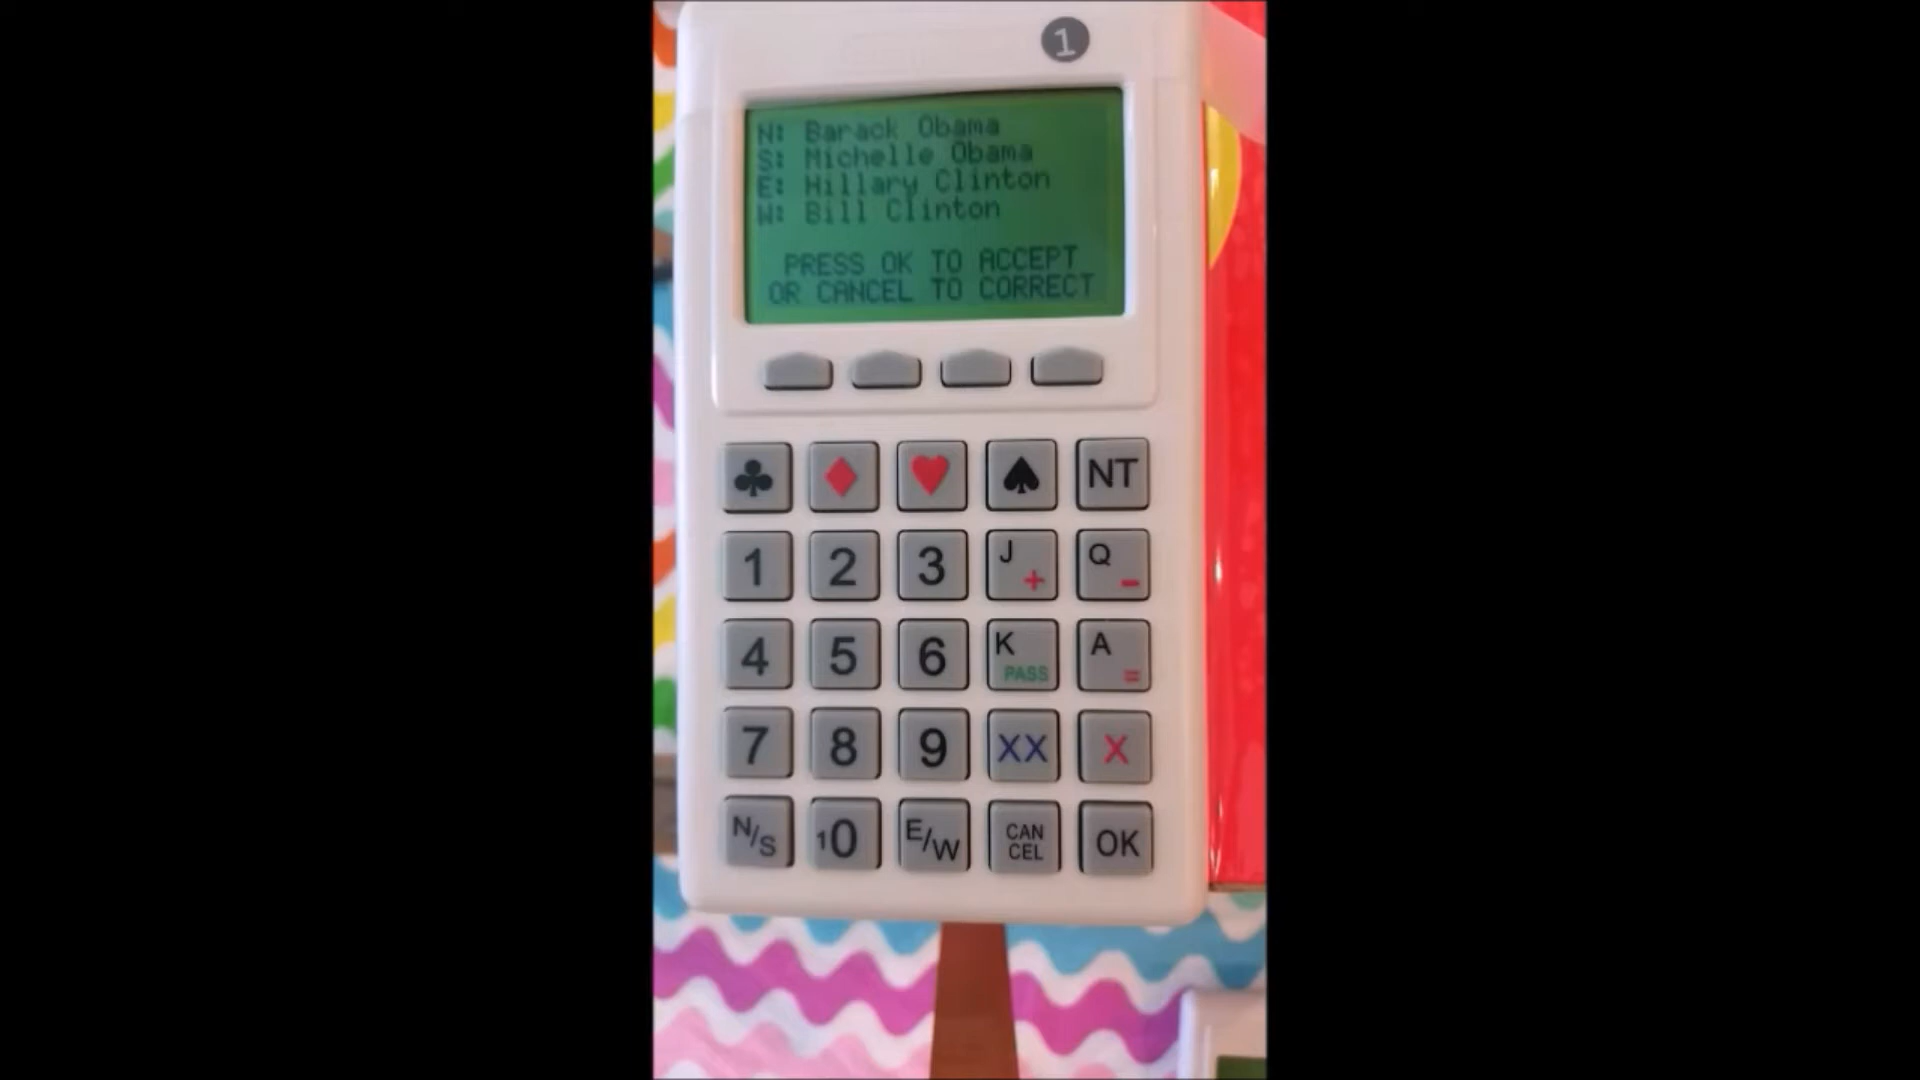 1
N: Barack Obama
S: Michelle Obama
E: Hillary Clinton
W: Bill Clinton
PRESS OK TO ACCEPT
OR CANCEL TO CORRECT
♣ ♦ ♥ ♠ NT
1 2 3 J + Q -
4 5 6 K PASS A =
7 8 9 XX X
N/S 10 E/W CAN CEL OK